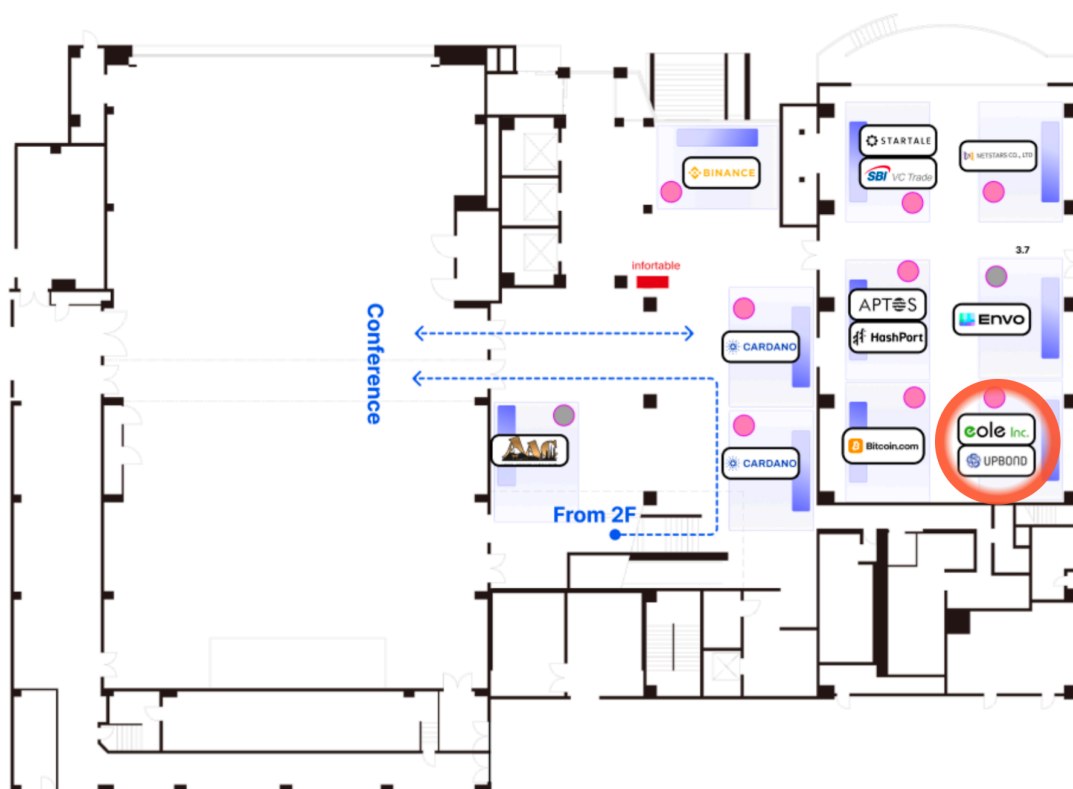 STARTALE
SBI VC Trade
NETSTARS CO., LTD
BINANCE
3.7
infortable
APTOS
HashPort
ENVO
Conference
CARDANO
AAG
eole Inc.
UPBOND
Bitcoin.com
CARDANO
From 2F